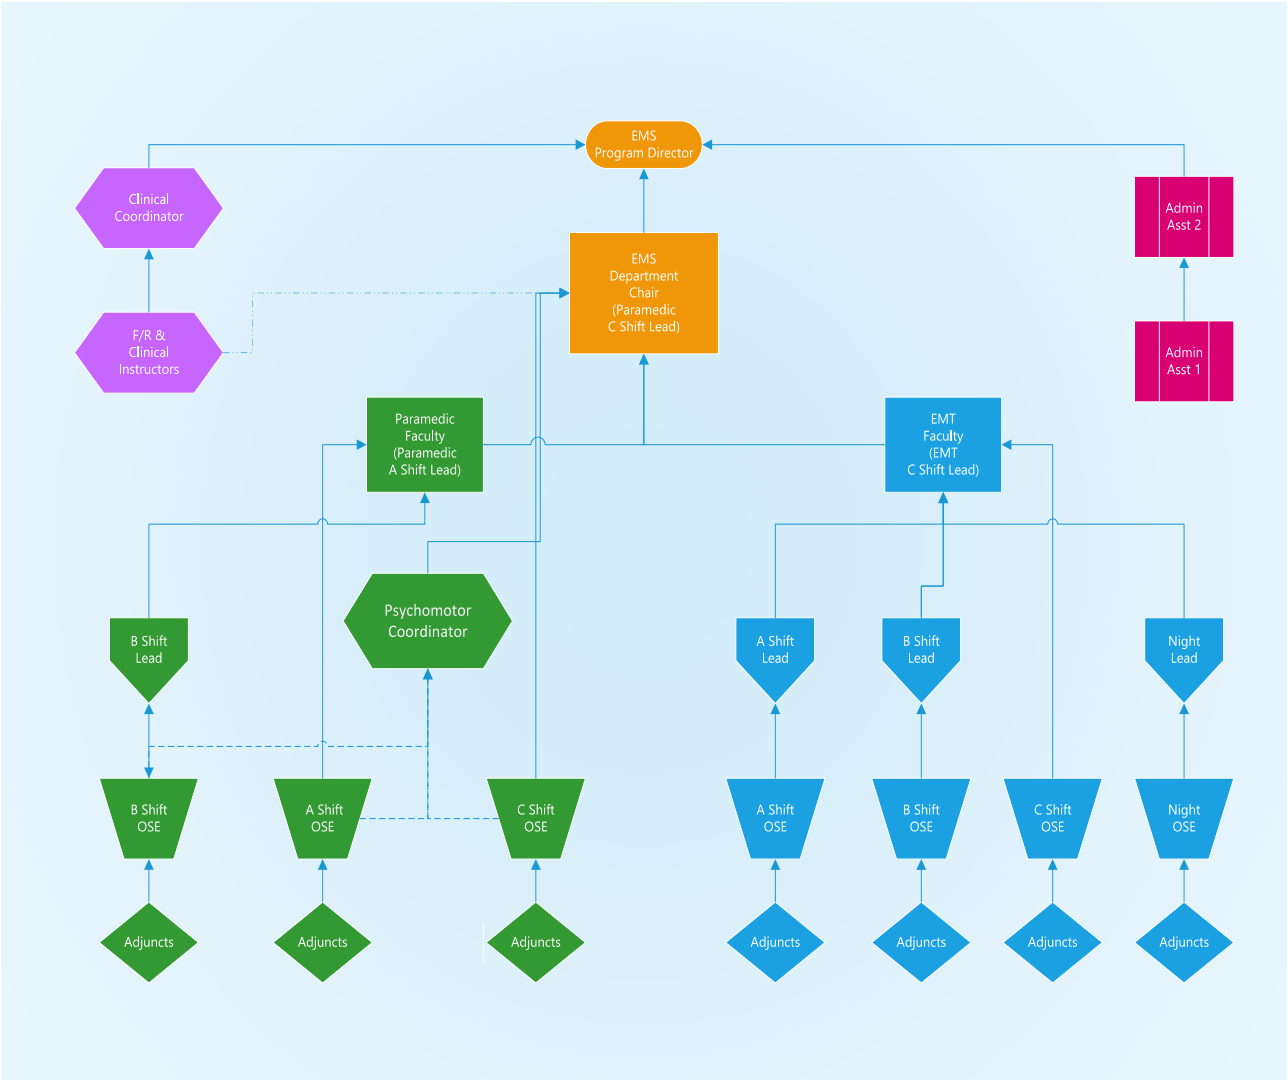 EMS
Program Director
Clinical
Coordinator
Admin
Asst 2
EMS
Department
Chair
(Paramedic
C Shift Lead)
F/R &
Clinical
Instructors
Admin
Asst 1
Paramedic
Faculty
(Paramedic
A Shift Lead)
EMT
Faculty
(EMT
C Shift Lead)
Psychomotor
Coordinator
B Shift
Lead
A Shift
Lead
B Shift
Lead
Night
Lead
B Shift
OSE
A Shift
OSE
C Shift
OSE
A Shift
OSE
B Shift
OSE
C Shift
OSE
Night
OSE
Adjuncts
Adjuncts
Adjuncts
Adjuncts
Adjuncts
Adjuncts
Adjuncts